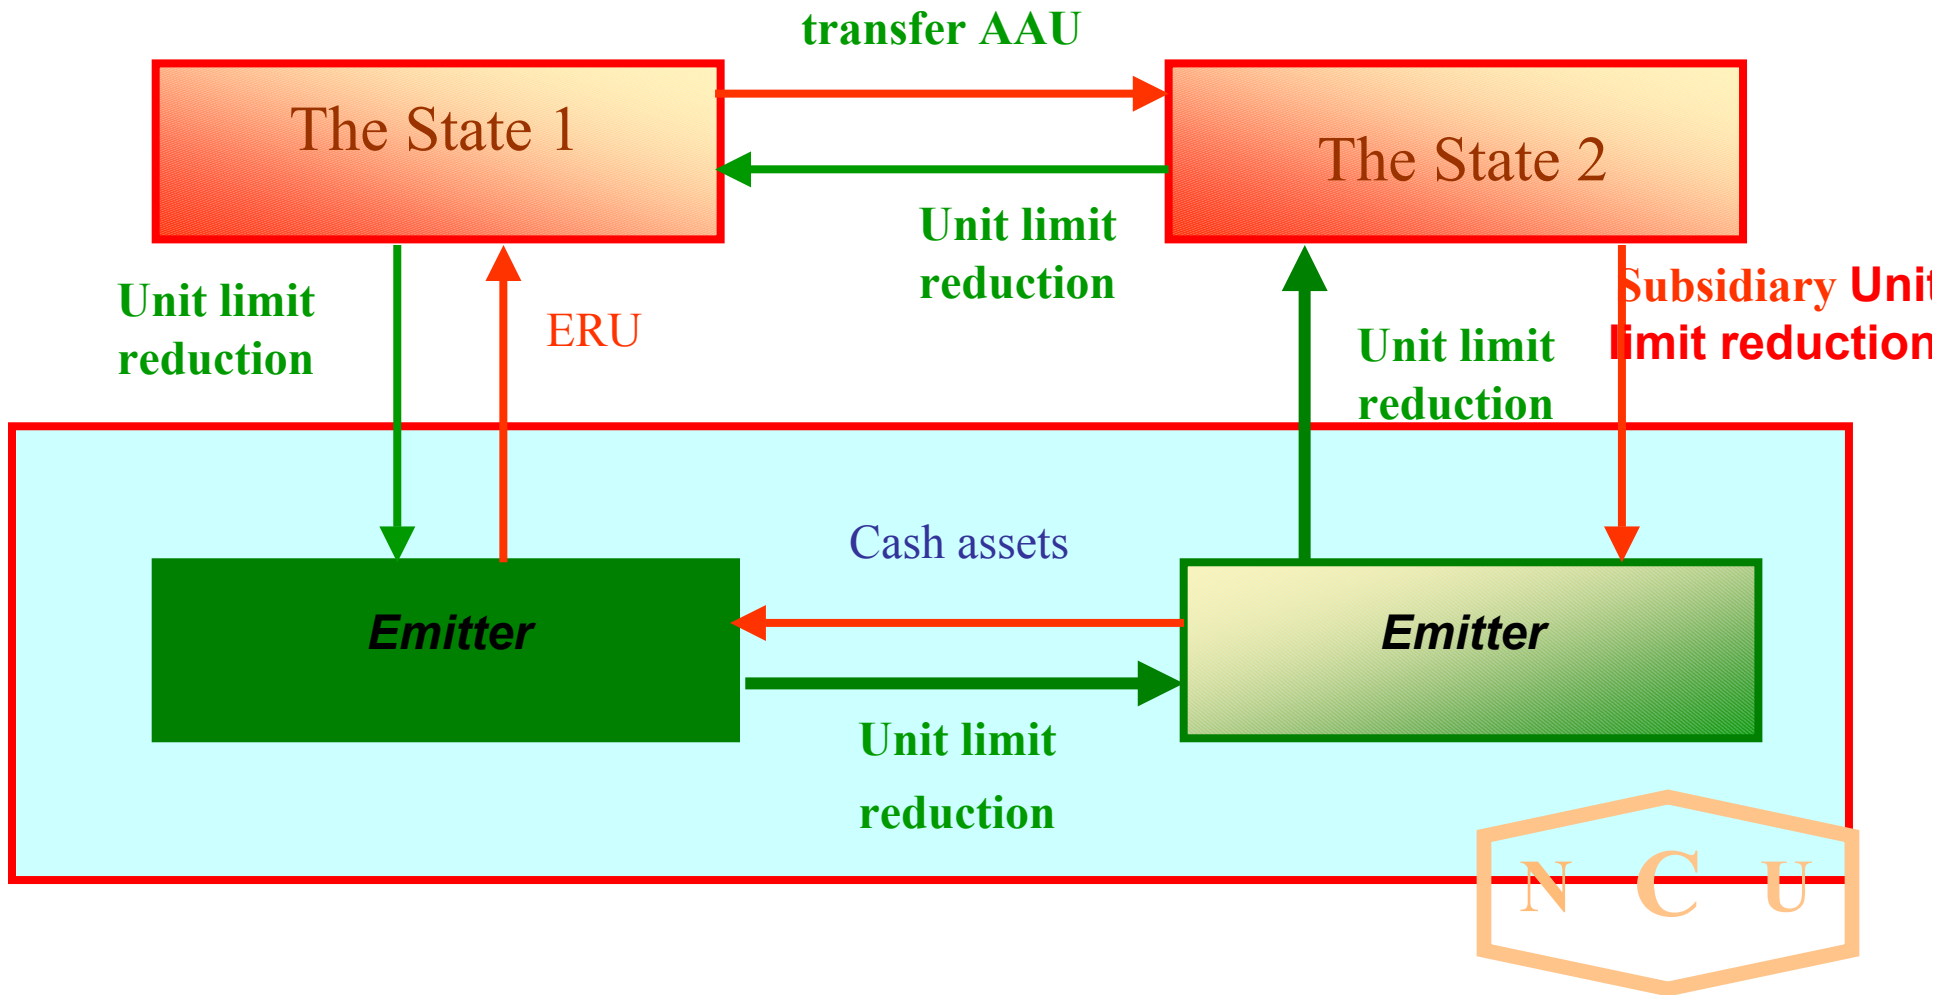 transfer AAU
The State 1
The State 2
Unit limit
reduction
Unit limit
reduction
ERU
Subsidiary Unit
limit reduction
Unit limit
reduction
Cash assets
Emitter
Emitter
Unit limit
reduction
N C U